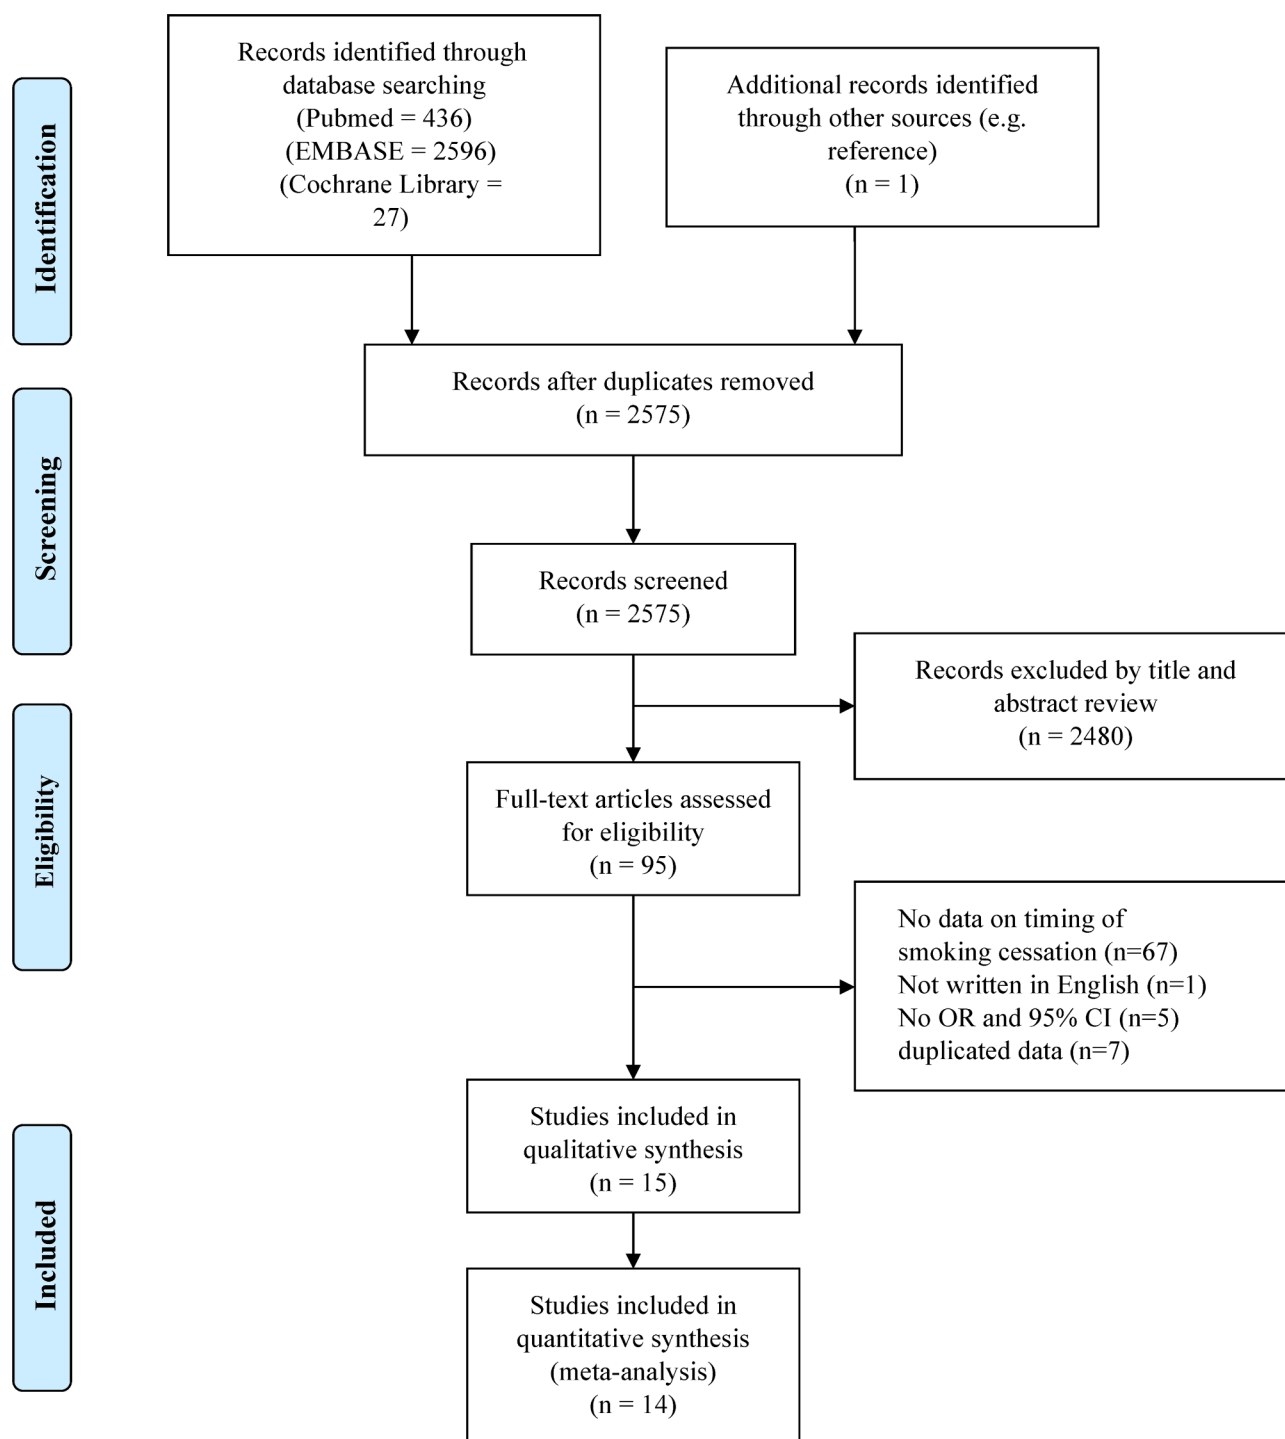 Identification
Records identified through
database searching
(Pubmed = 436)
(EMBASE = 2596)
(Cochrane Library =
27)
Additional records identified
through other sources (e.g.
reference)
(n = 1)
Records after duplicates removed
(n = 2575)
Screening
Records screened
(n = 2575)
Records excluded by title and
abstract review
(n = 2480)
Eligibility
Full-text articles assessed
for eligibility
(n = 95)
No data on timing of
smoking cessation (n=67)
Not written in English (n=1)
No OR and 95% CI (n=5)
duplicated data (n=7)
Included
Studies included in
qualitative synthesis
(n = 15)
Studies included in
quantitative synthesis
(meta-analysis)
(n = 14)